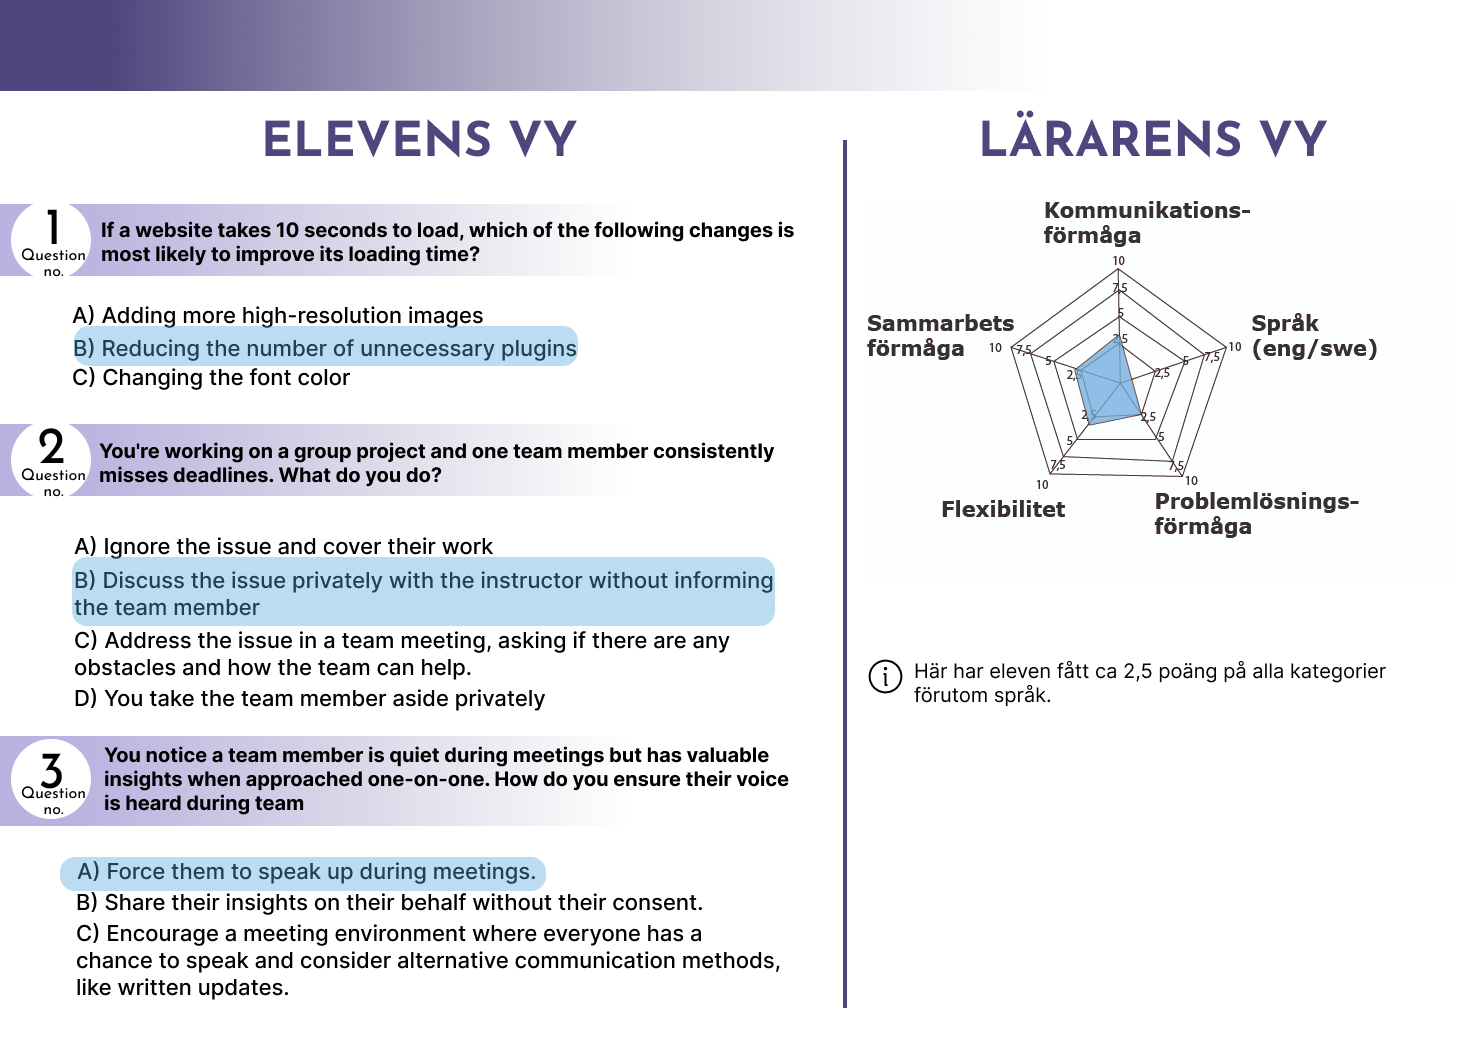 ELEVENS VY
1
Question
no.
If a website takes 10 seconds to load, which of the following changes is
most likely to improve its loading time?
A) Adding more high-resolution images
B) Reducing the number of unnecessary plugins
C) Changing the font color
2
Question
no.
You're working on a group project and one team member consistently
misses deadlines. What do you do?
A) Ignore the issue and cover their work
B) Discuss the issue privately with the instructor without informing
the team member
C) Address the issue in a team meeting, asking if there are any
obstacles and how the team can help.
D) You take the team member aside privately
3
Question
no.
You notice a team member is quiet during meetings but has valuable
insights when approached one-on-one. How do you ensure their voice
is heard during team
A) Force them to speak up during meetings.
B) Share their insights on their behalf without their consent.
C) Encourage a meeting environment where everyone has a
chance to speak and consider alternative communication methods,
like written updates.
LÄRARENS VY
Kommunikations-
förmåga
10
7,5
5
2,5
Språk
(eng/swe)
10
7,5
5
2,5
Problemlösnings-
förmåga
10
7,5
5
2,5
Flexibilitet
10
7,5
5
2,5
Sammarbets
förmåga
10
7,5
5
2,5
i
Här har eleven fått ca 2,5 poäng på alla kategorier
förutom språk.